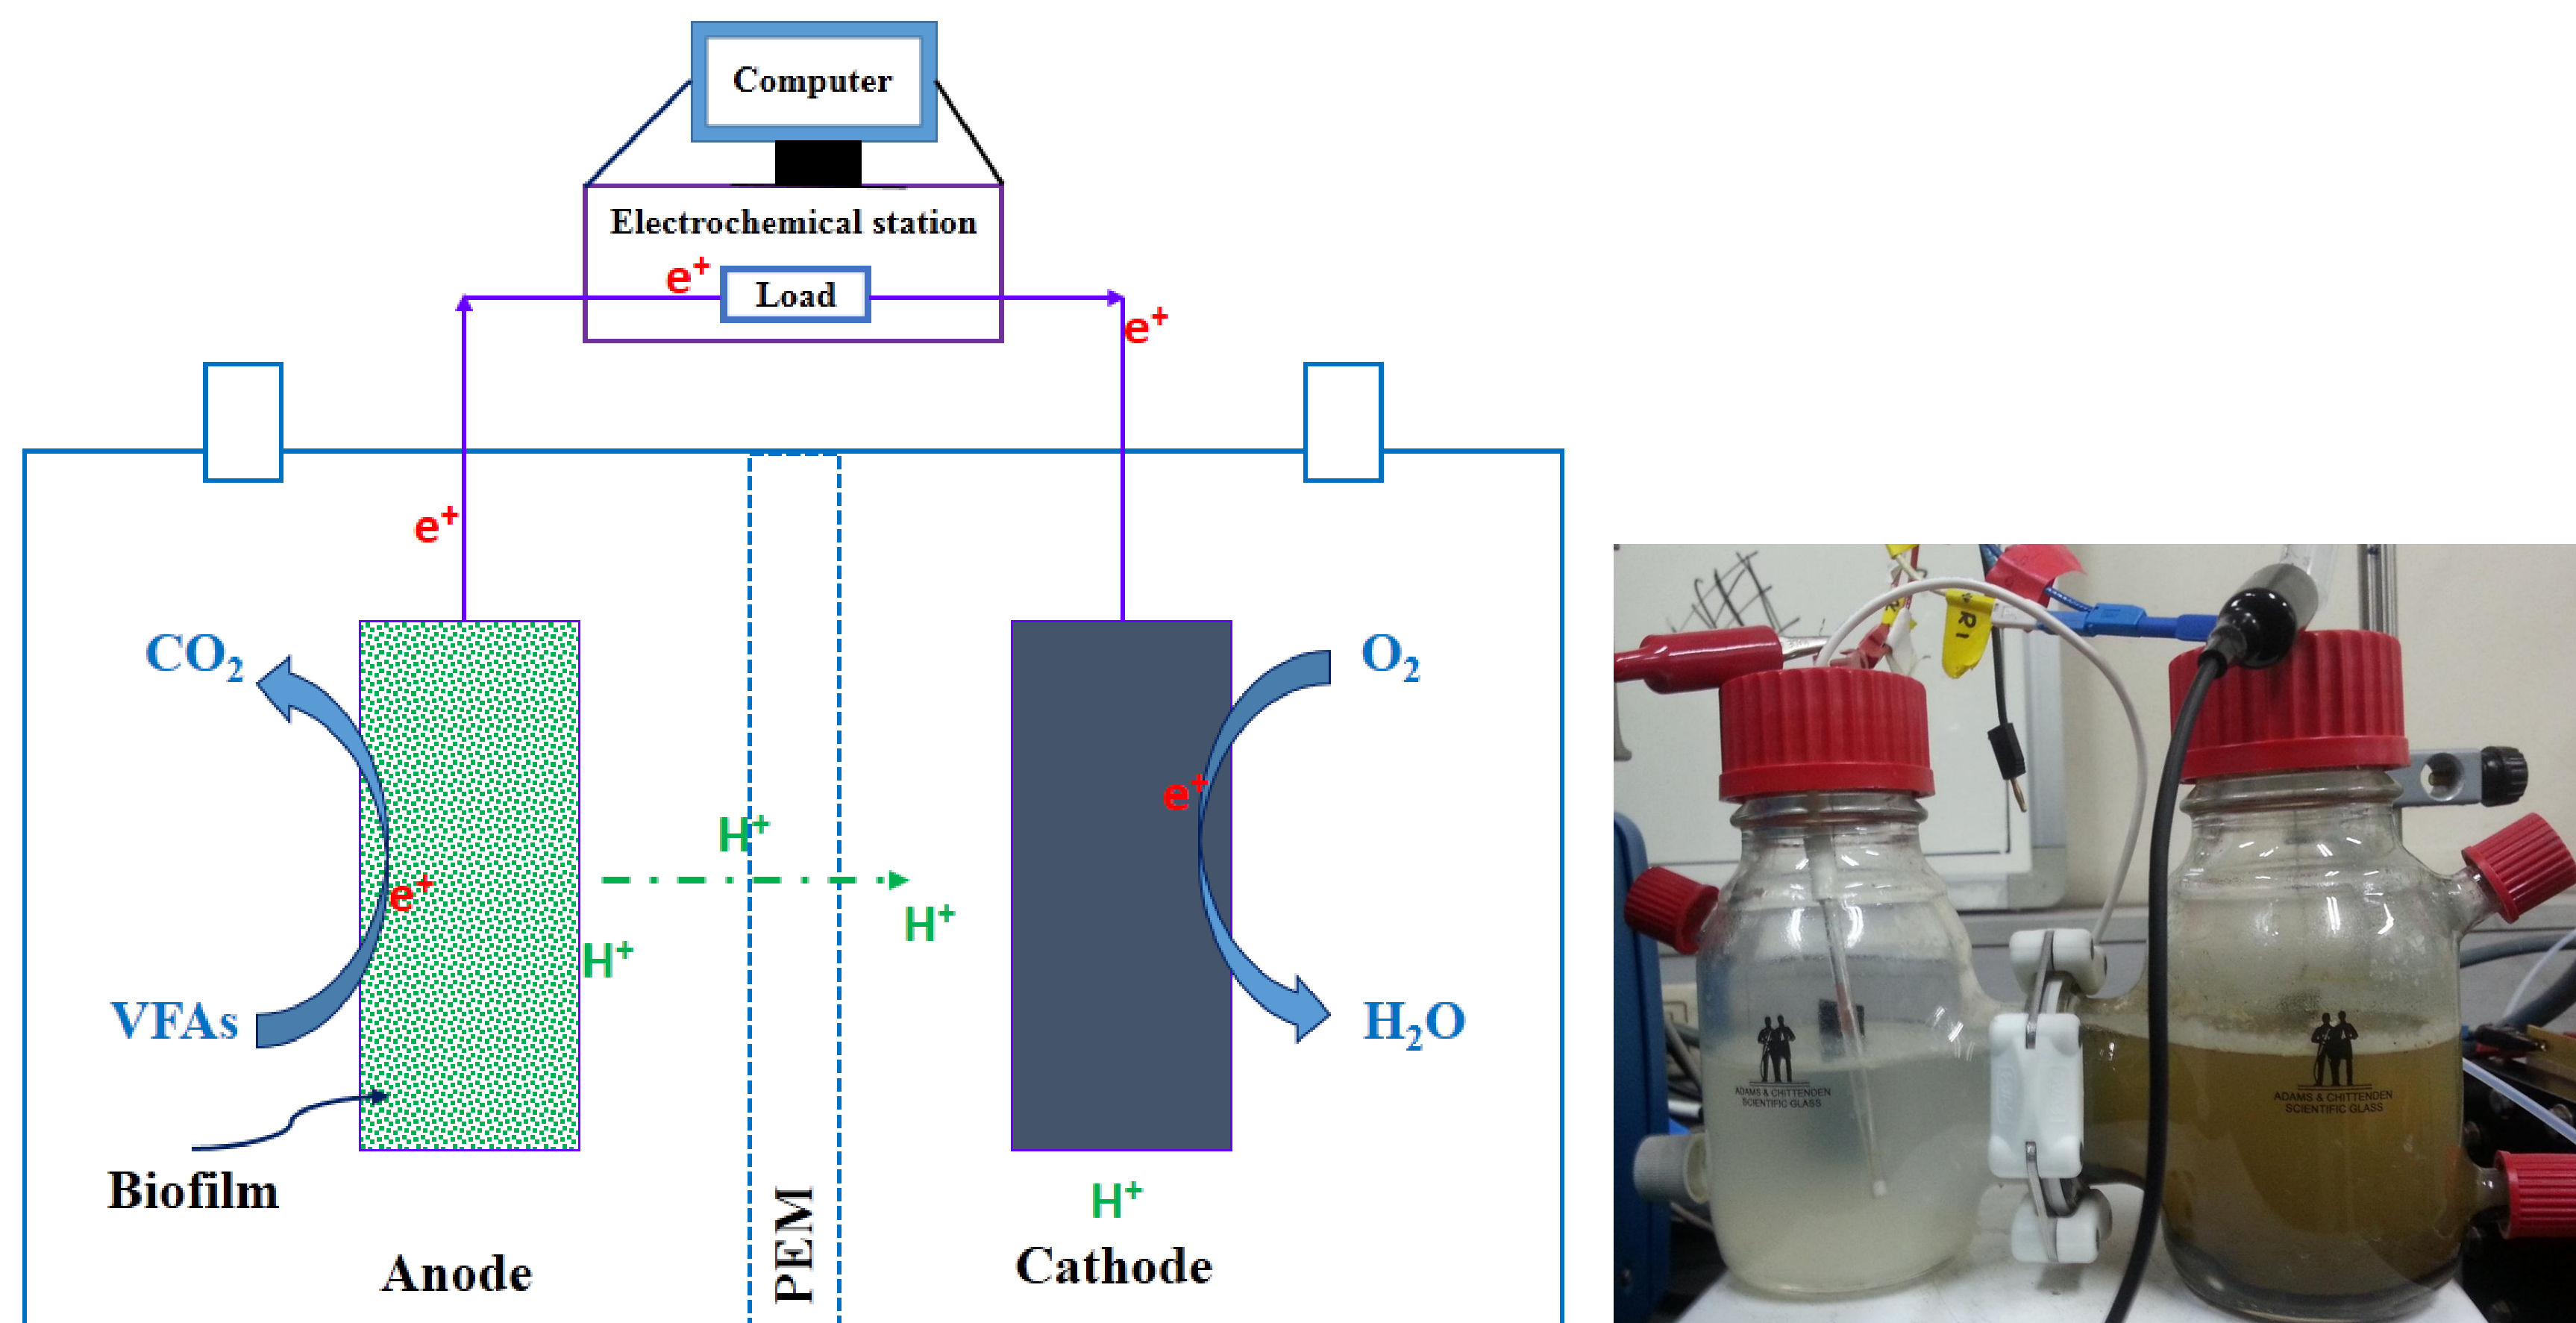 Computer
Electrochemical station
e⁺
Load
e⁺
e⁺
CO₂
O₂
e⁺
H⁺
e⁺
H⁺
H⁺
VFAs
H₂O
Biofilm
PEM
H⁺
Anode
Cathode
R1
ADAMS & CHITTENDEN
SCIENTIFIC GLASS
ADAMS & CHITTENDEN
SCIENTIFIC GLASS